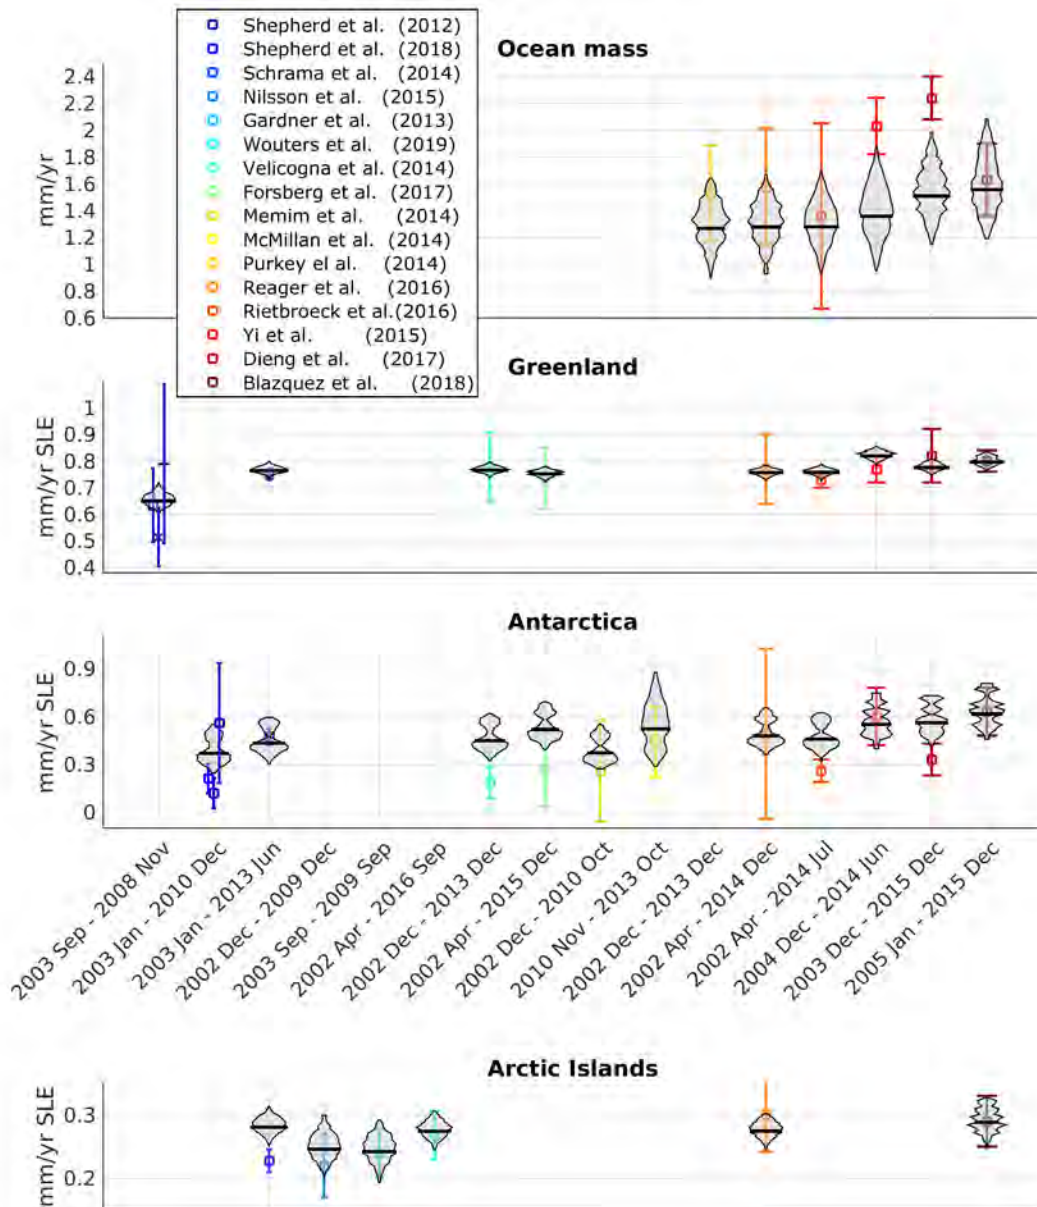 Shepherd et al. (2012)
Shepherd et al. (2018)
Schrama et al. (2014)
Nilsson et al. (2015)
Gardner et al. (2013)
Wouters et al. (2019)
Velicogna et al. (2014)
Forsberg et al. (2017)
Memim et al. (2014)
McMillan et al. (2014)
Purkey el al. (2014)
Reager et al. (2016)
Rietbroeck et al.(2016)
Yi et al. (2015)
Dieng et al. (2017)
Blazquez et al. (2018)
Ocean mass
mm/yr
2.4
2.2
2
1.8
1.6
1.4
1.2
1
0.8
0.6
Greenland
mm/yr SLE
1
0.9
0.8
0.7
0.6
0.5
0.4
Antarctica
mm/yr SLE
0.9
0.6
0.3
0
2003 Sep - 2008 Nov
2003 Jan - 2010 Dec
2003 Jan - 2013 Jun
2002 Dec - 2009 Dec
2003 Sep - 2009 Sep
2002 Apr - 2016 Sep
2002 Dec - 2013 Dec
2002 Apr - 2015 Dec
2002 Dec - 2010 Oct
2010 Nov - 2013 Oct
2002 Dec - 2013 Dec
2002 Apr - 2014 Dec
2002 Apr - 2014 Jul
2004 Dec - 2014 Jun
2003 Dec - 2015 Dec
2005 Jan - 2015 Dec
Arctic Islands
mm/yr SLE
0.3
0.2